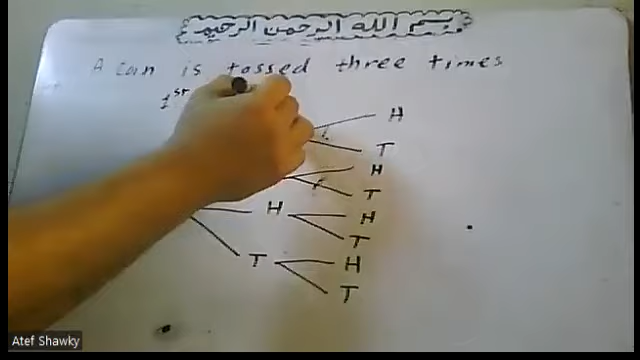 بسم الله الرحمن الرحيم
A coin is tossed three times
1st
H
T
H
T
H H
T
T H
T
Atef Shawky